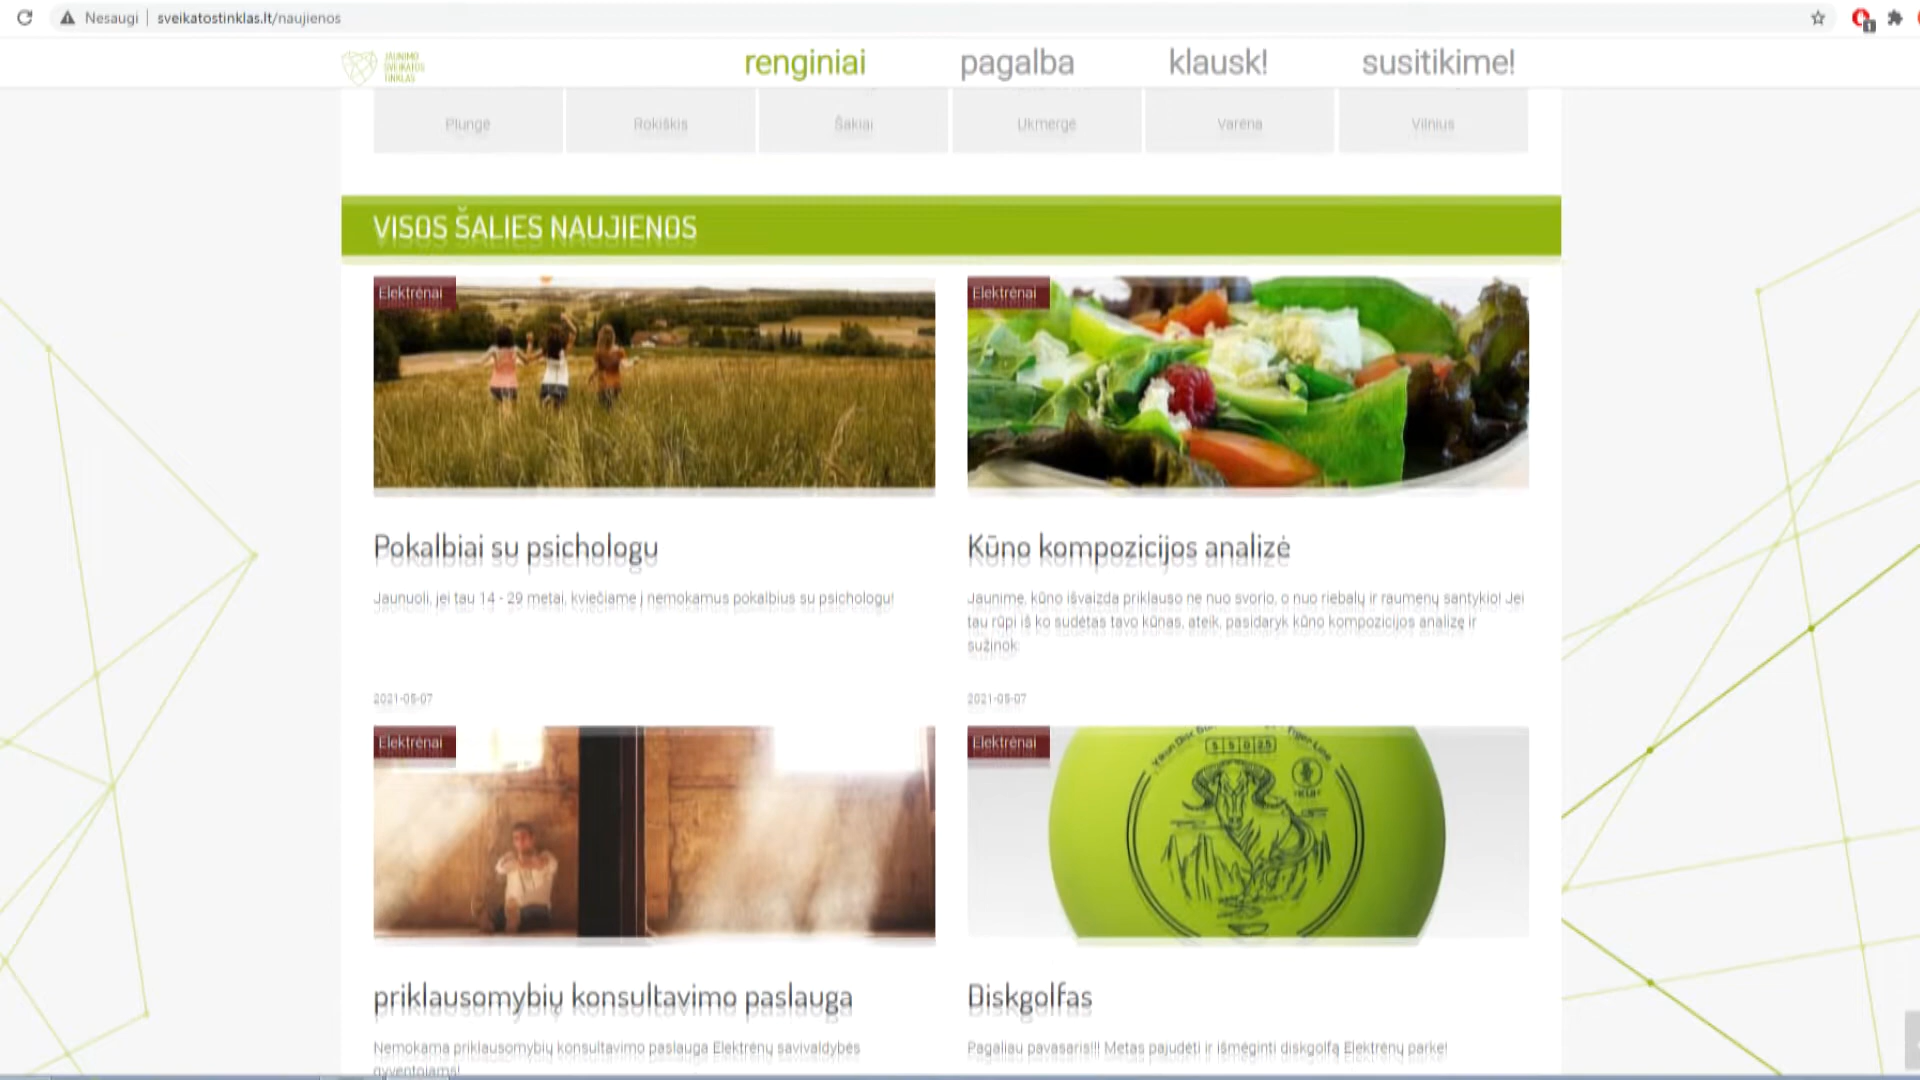 Nesaugi | sveikatostinklas.lt/naujienos
JAUNIMO
SVEIKATOS
TINKLAS
renginiai pagalba klausk! susitikime!
Plungė Rokiškis Šakiai Ukmergė Varėna Vilnius
VISOS ŠALIES NAUJIENOS
Elektrėnai Elektrėnai
Pokalbiai su psichologu
Jaunuoli, jei tau 14 - 29 metai, kviečiame į nemokamus pokalbius su psichologu!
2021-05-07
Kūno kompozicijos analizė
Jaunime, kūno išvaizda priklauso ne nuo svorio, o nuo riebalų ir raumenų santykio! Jei
tau rūpi iš ko sudėtas tavo kūnas, ateik, pasidaryk kūno kompozicijos analizę ir
sužinok
2021-05-07
Elektrėnai Elektrėnai
priklausomybių konsultavimo paslauga
Nemokama priklausomybių konsultavimo paslauga Elektrėnų savivaldybės
gyventojams!
Diskgolfas
Pagaliau pavasaris!!! Metas pajudėti ir išmėginti diskgolfą Elektrėnų parke!